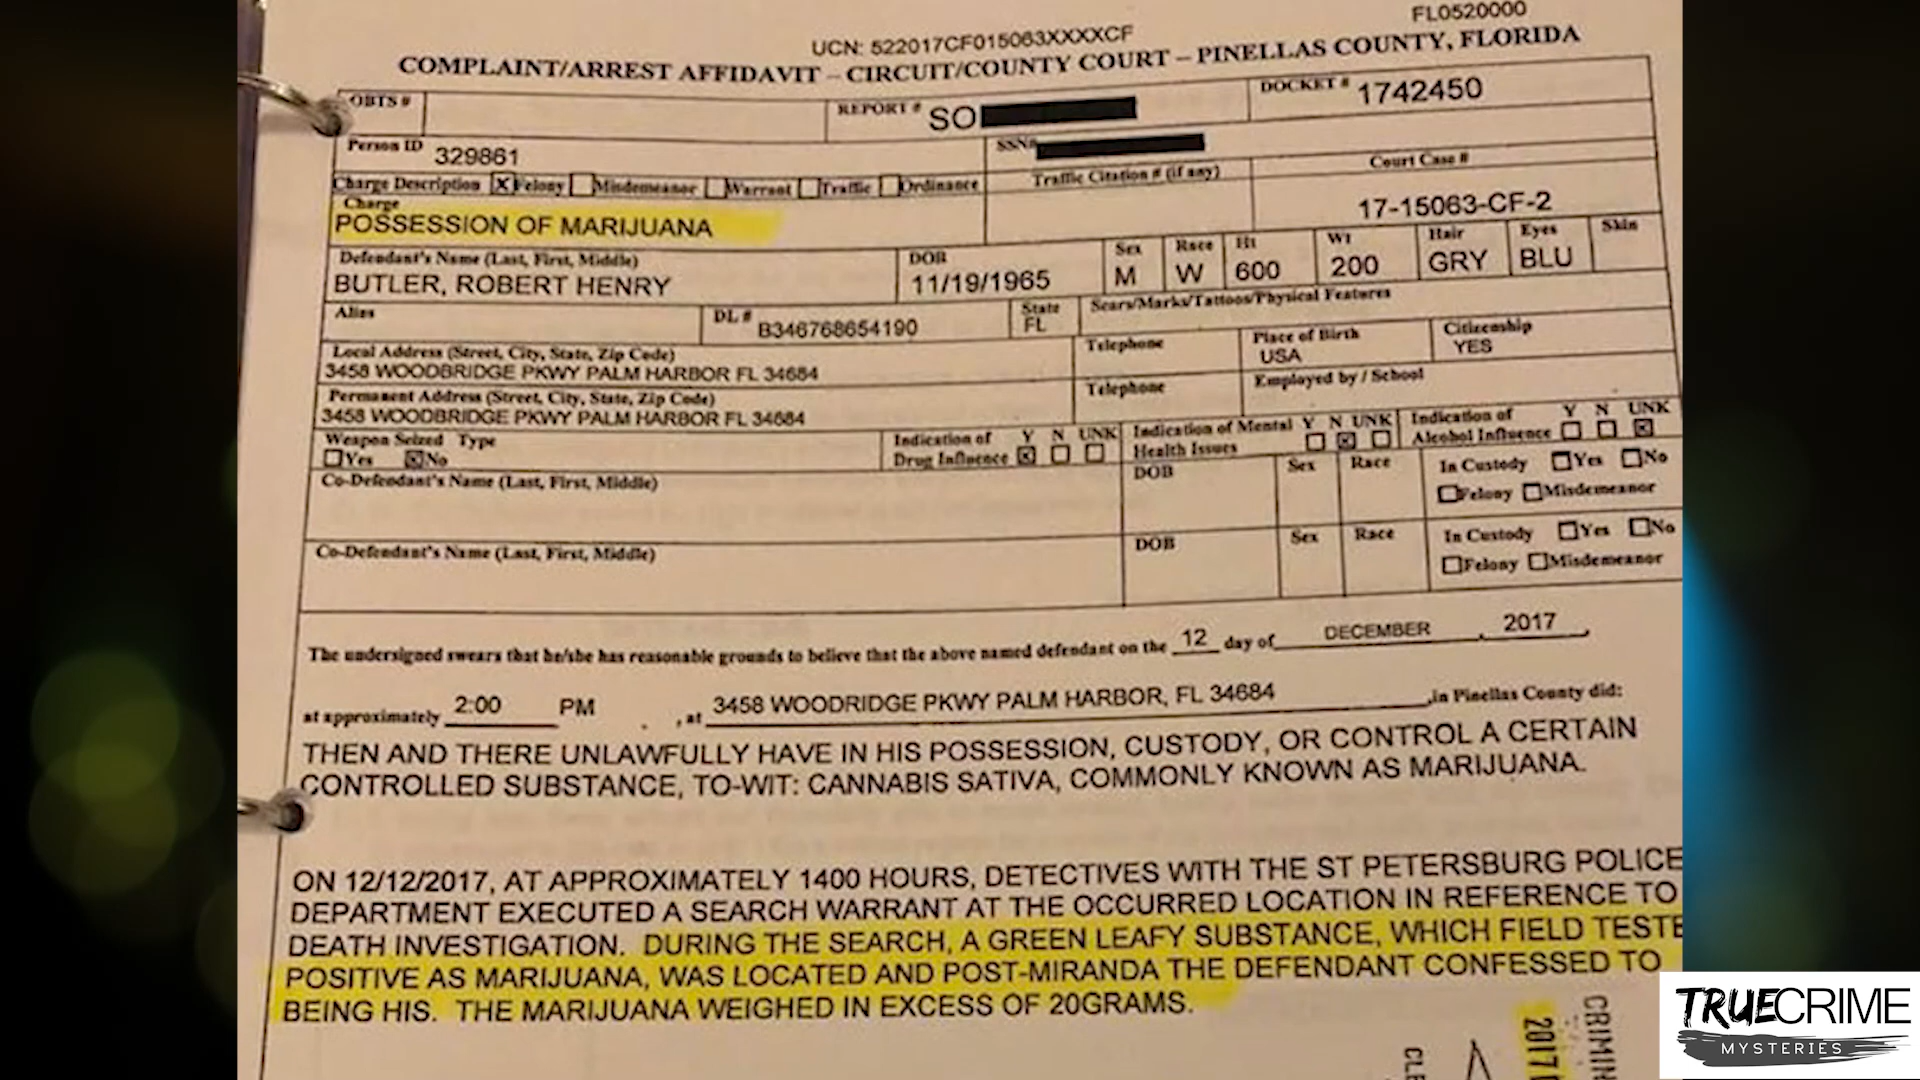 FL0520000
UCN: 522017CF015063XXXXCF
COMPLAINT/ARREST AFFIDAVIT – CIRCUIT/COUNTY COURT – PINELLAS COUNTY, FLORIDA
OBTS # REPORT # SO DOCKET # 1742450
Person ID 329861 SSN# Court Case #
Charge Description X Felony Misdemeanor Warrant Traffic Ordinance Traffic Citation # (if any) 17-15063-CF-2
Charge
POSSESSION OF MARIJUANA
Defendant's Name (Last, First, Middle) DOB Sex Race Ht Wt Hair Eyes Skin
BUTLER, ROBERT HENRY 11/19/1965 M W 600 200 GRY BLU
Alias DL # B346768654190 State FL Scars/Marks/Tattoos/Physical Features
Local Address (Street, City, State, Zip Code) Telephone Place of Birth Citizenship
3458 WOODBRIDGE PKWY PALM HARBOR FL 34684 USA YES
Permanent Address (Street, City, State, Zip Code) Telephone Employed by / School
3458 WOODBRIDGE PKWY PALM HARBOR FL 34684
Weapon Seized Type Indication of Y N UNK Indication of Mental Y N UNK Indication of Y N UNK
Yes X No Drug Influence X Health Issues X Alcohol Influence X
Co-Defendant's Name (Last, First, Middle) DOB Sex Race In Custody Yes No
Felony Misdemeanor
Co-Defendant's Name (Last, First, Middle) DOB Sex Race In Custody Yes No
Felony Misdemeanor
The undersigned swears that he/she has reasonable grounds to believe that the above named defendant on the 12 day of DECEMBER , 2017
at approximately 2:00 PM , at 3458 WOODRIDGE PKWY PALM HARBOR, FL 34684 ,in Pinellas County did:
THEN AND THERE UNLAWFULLY HAVE IN HIS POSSESSION, CUSTODY, OR CONTROL A CERTAIN
CONTROLLED SUBSTANCE, TO-WIT: CANNABIS SATIVA, COMMONLY KNOWN AS MARIJUANA.
ON 12/12/2017, AT APPROXIMATELY 1400 HOURS, DETECTIVES WITH THE ST PETERSBURG POLICE
DEPARTMENT EXECUTED A SEARCH WARRANT AT THE OCCURRED LOCATION IN REFERENCE TO
DEATH INVESTIGATION. DURING THE SEARCH, A GREEN LEAFY SUBSTANCE, WHICH FIELD TESTE
POSITIVE AS MARIJUANA, WAS LOCATED AND POST-MIRANDA THE DEFENDANT CONFESSED TO
BEING HIS. THE MARIJUANA WEIGHED IN EXCESS OF 20GRAMS.
CRIMIN
2017
CLE
TRUECRIME
MYSTERIES